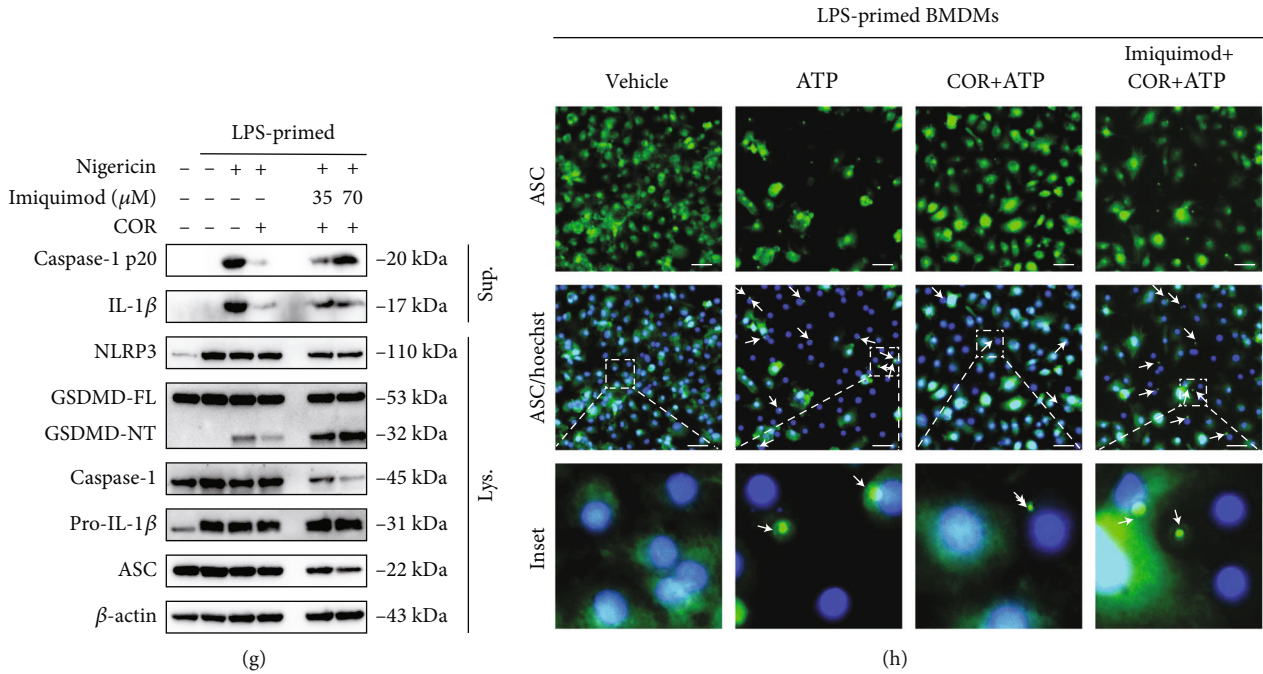 LPS-primed
Nigericin – – + + + +
Imiquimod (μM) – – – – 35 70
COR – – – + + +
Caspase-1 p20 –20 kDa
IL-1β –17 kDa
Sup.
NLRP3 –110 kDa
GSDMD-FL –53 kDa
GSDMD-NT –32 kDa
Caspase-1 –45 kDa
Pro-IL-1β –31 kDa
ASC –22 kDa
β-actin –43 kDa
Lys.
(g)
LPS-primed BMDMs
Vehicle ATP COR+ATP Imiquimod+
COR+ATP
ASC
ASC/hoechst
Inset
(h)